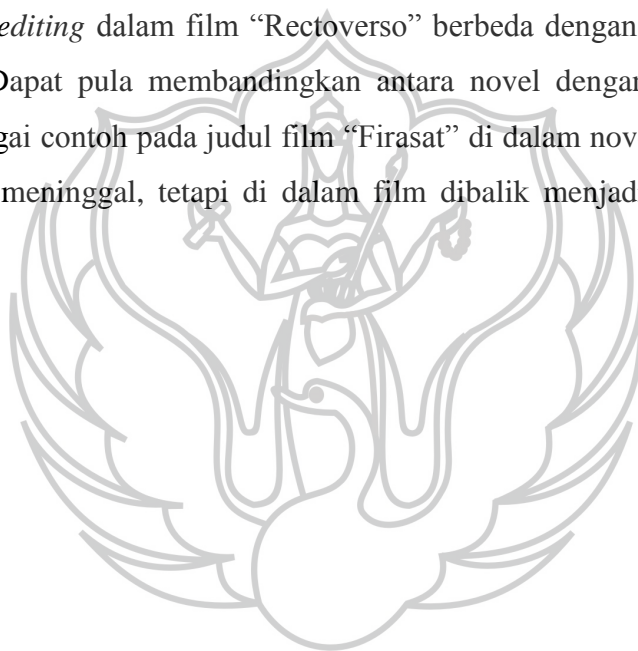 editing dalam film “Rectoverso” berbeda dengan
Dapat pula membandingkan antara novel dengan
gai contoh pada judul film “Firasat” di dalam nov
meninggal, tetapi di dalam film dibalik menjad